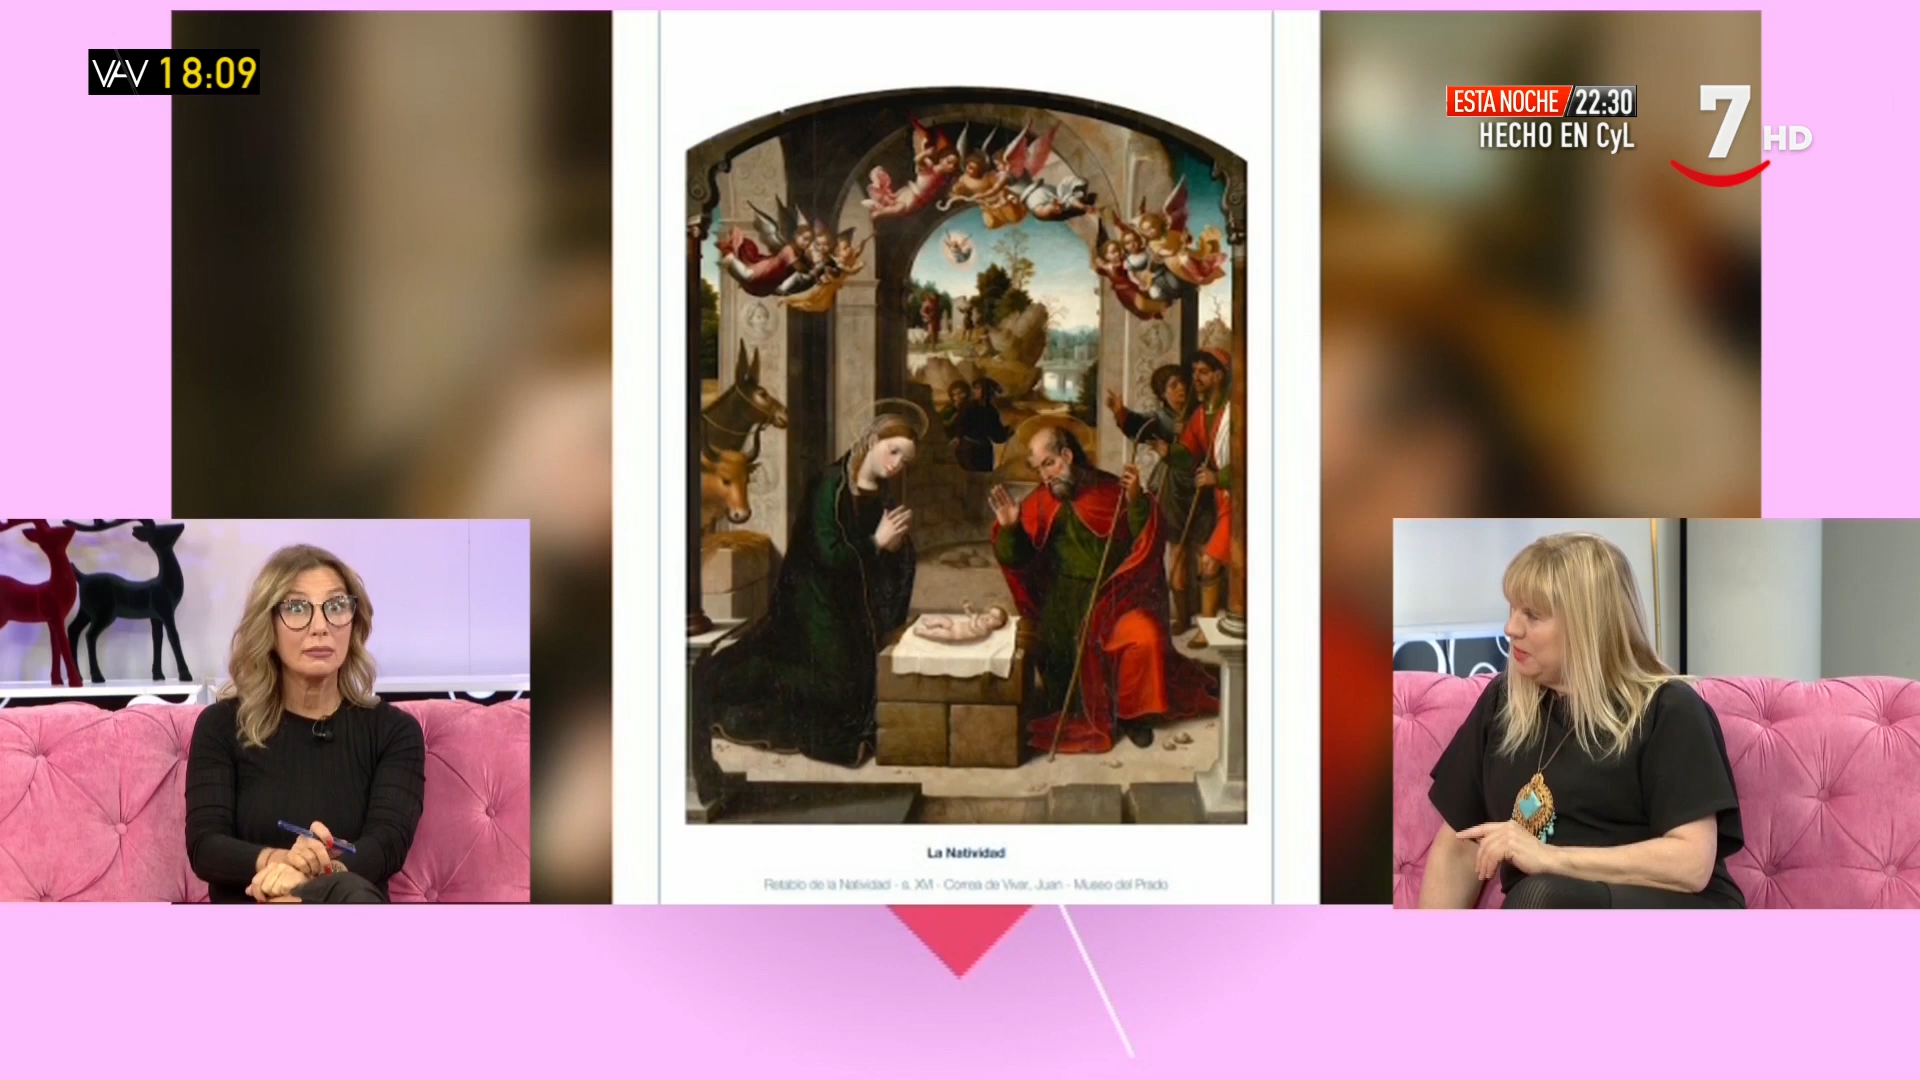 VAV 18:09
ESTA NOCHE 22:30
HECHO EN CyL
7 HD
La Natividad
Retablo de la Natividad - s. XVI - Correa de Vivar, Juan - Museo del Prado